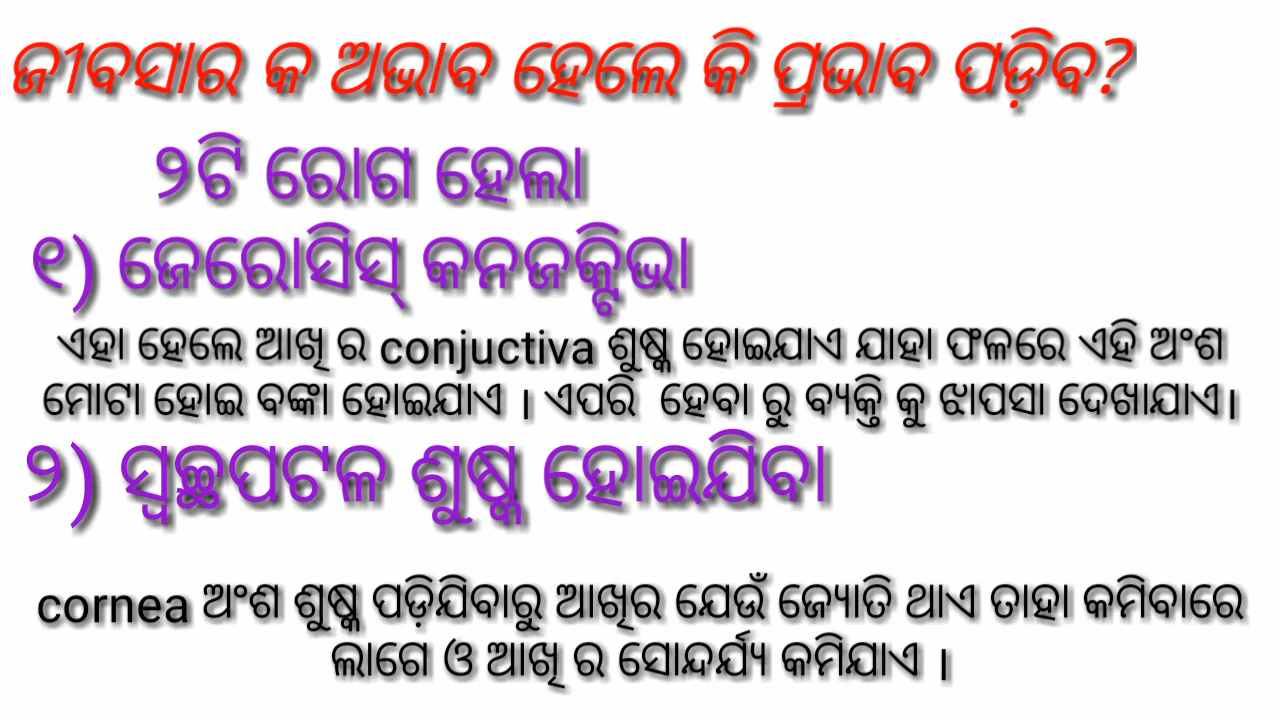 ଜୀବସାର କ ଅଭାବ ହେଲେ କି ପ୍ରଭାବ ପଡ଼ିବ?
୨ଟି ରୋଗ ହେଲା
୧) ଜେରୋସିସ୍ କନଜକ୍ଟିଭା
ଏହା ହେଲେ ଆଖି ର conjuctiva ଶୁଷ୍କ ହୋଇଯାଏ ଯାହା ଫଳରେ ଏହି ଅଂଶ
ମୋଟା ହୋଇ ବଙ୍କା ହୋଇଯାଏ । ଏପରି ହେବା ରୁ ବ୍ୟକ୍ତି କୁ ଝାପସା ଦେଖାଯାଏ।
୨) ସ୍ୱଚ୍ଛପଟଳ ଶୁଷ୍କ ହୋଇଯିବା
cornea ଅଂଶ ଶୁଷ୍କ ପଡ଼ିଯିବାରୁ ଆଖିର ଯେଉଁ ଜ୍ୟୋତି ଥାଏ ତାହା କମିବାରେ
ଲାଗେ ଓ ଆଖି ର ସୋନ୍ଦର୍ଯ୍ୟ କମିଯାଏ ।